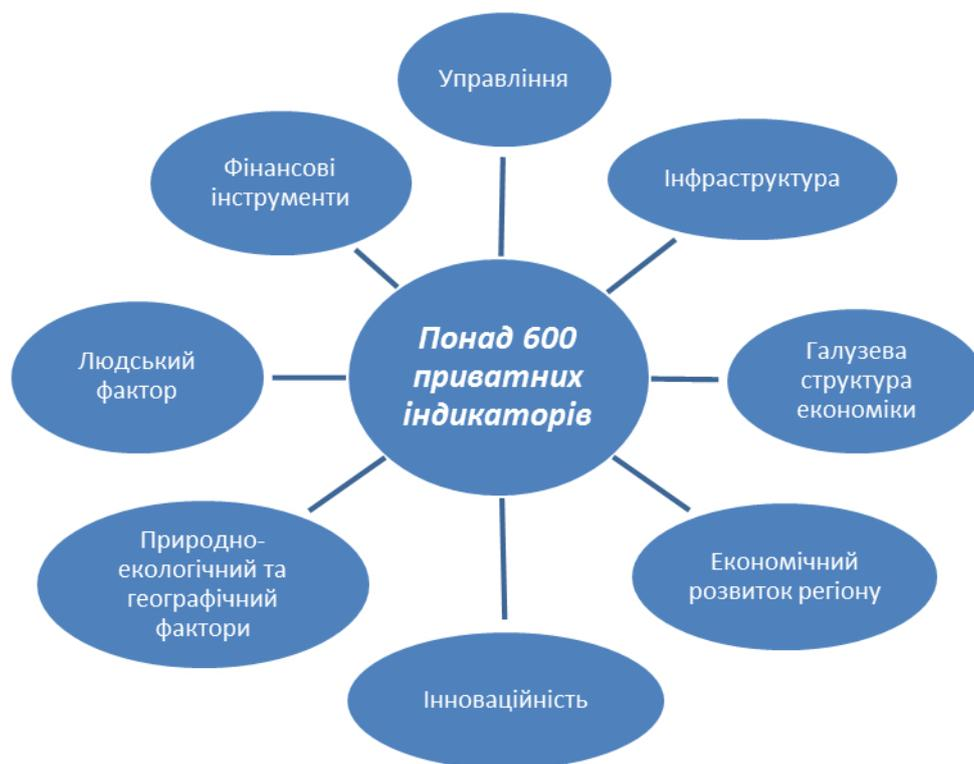 Управління
Фінансові
інструменти
Інфраструктура
Понад 600
приватних
індикаторів
Людський
фактор
Галузева
структура
економіки
Природно-
екологічний та
географічний
фактори
Економічний
розвиток регіону
Інноваційність